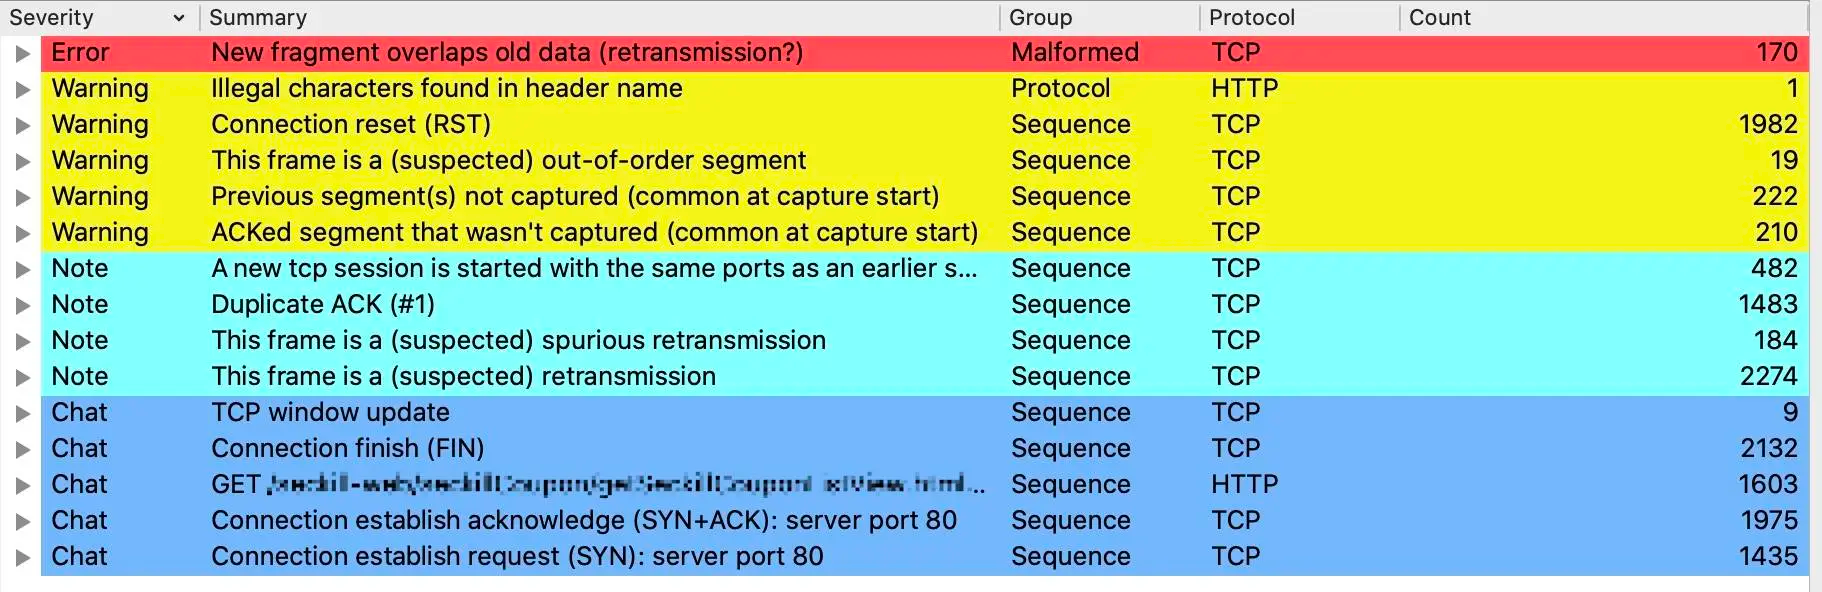 Severity Summary Group Protocol Count
Error New fragment overlaps old data (retransmission?) Malformed TCP 170
Warning Illegal characters found in header name Protocol HTTP 1
Warning Connection reset (RST) Sequence TCP 1982
Warning This frame is a (suspected) out-of-order segment Sequence TCP 19
Warning Previous segment(s) not captured (common at capture start) Sequence TCP 222
Warning ACKed segment that wasn't captured (common at capture start) Sequence TCP 210
Note A new tcp session is started with the same ports as an earlier s... Sequence TCP 482
Note Duplicate ACK (#1) Sequence TCP 1483
Note This frame is a (suspected) spurious retransmission Sequence TCP 184
Note This frame is a (suspected) retransmission Sequence TCP 2274
Chat TCP window update Sequence TCP 9
Chat Connection finish (FIN) Sequence TCP 2132
Chat GET ... Sequence HTTP 1603
Chat Connection establish acknowledge (SYN+ACK): server port 80 Sequence TCP 1975
Chat Connection establish request (SYN): server port 80 Sequence TCP 1435